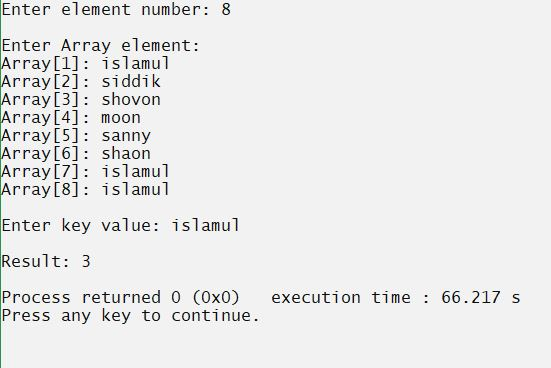 Enter element number: 8
Enter Array element:
Array[1]: islamul
Array[2]: siddik
Array[3]: shovon
Array[4]: moon
Array[5]: sanny
Array[6]: shaon
Array[7]: islamul
Array[8]: islamul
Enter key value: islamul
Result: 3
Process returned 0 (0x0)   execution time : 66.217 s
Press any key to continue.